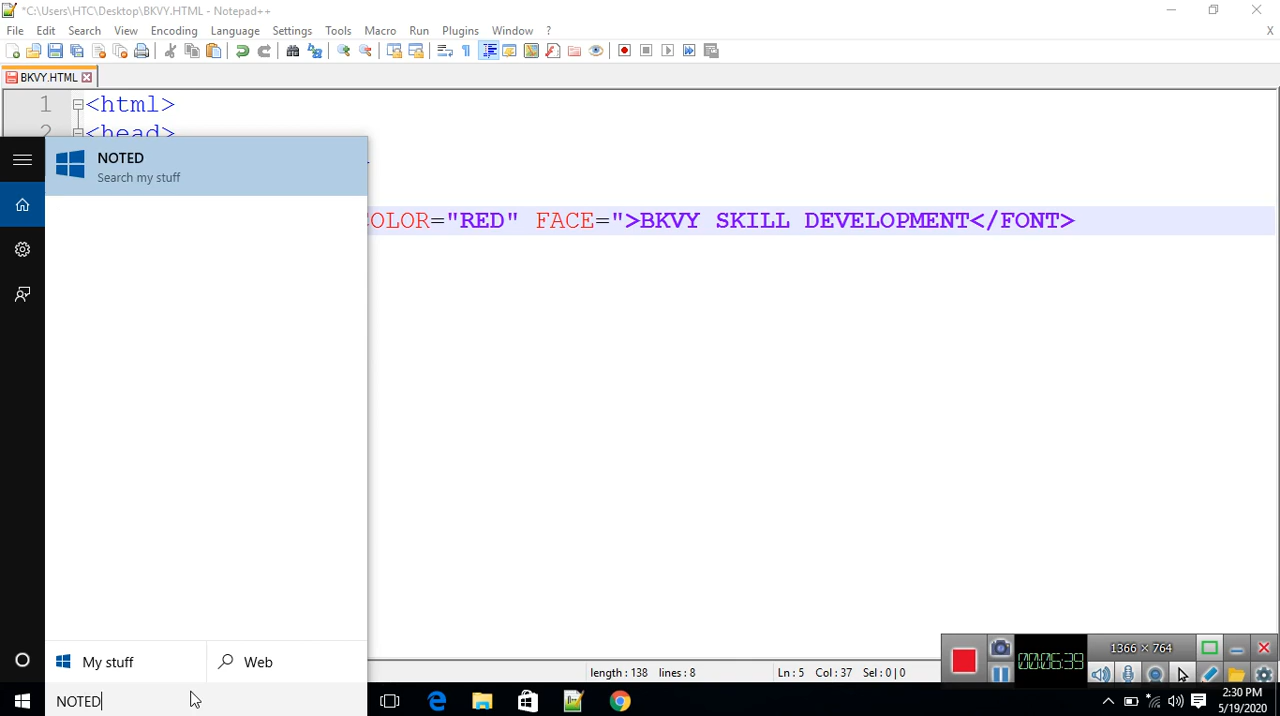 *C:\Users\HTC\Desktop\BKVY.HTML - Notepad++
File Edit Search View Encoding Language Settings Tools Macro Run Plugins Window ? X
BKVY.HTML
1 <html>
2 <head>
NOTED
Search my stuff
COLOR="RED" FACE=">BKVY SKILL DEVELOPMENT</FONT>
My stuff
Web
length : 138 lines : 8 Ln : 5 Col : 37 Sel : 0 | 0
1366 × 764
00:06:39
NOTED
2:30 PM
5/19/2020